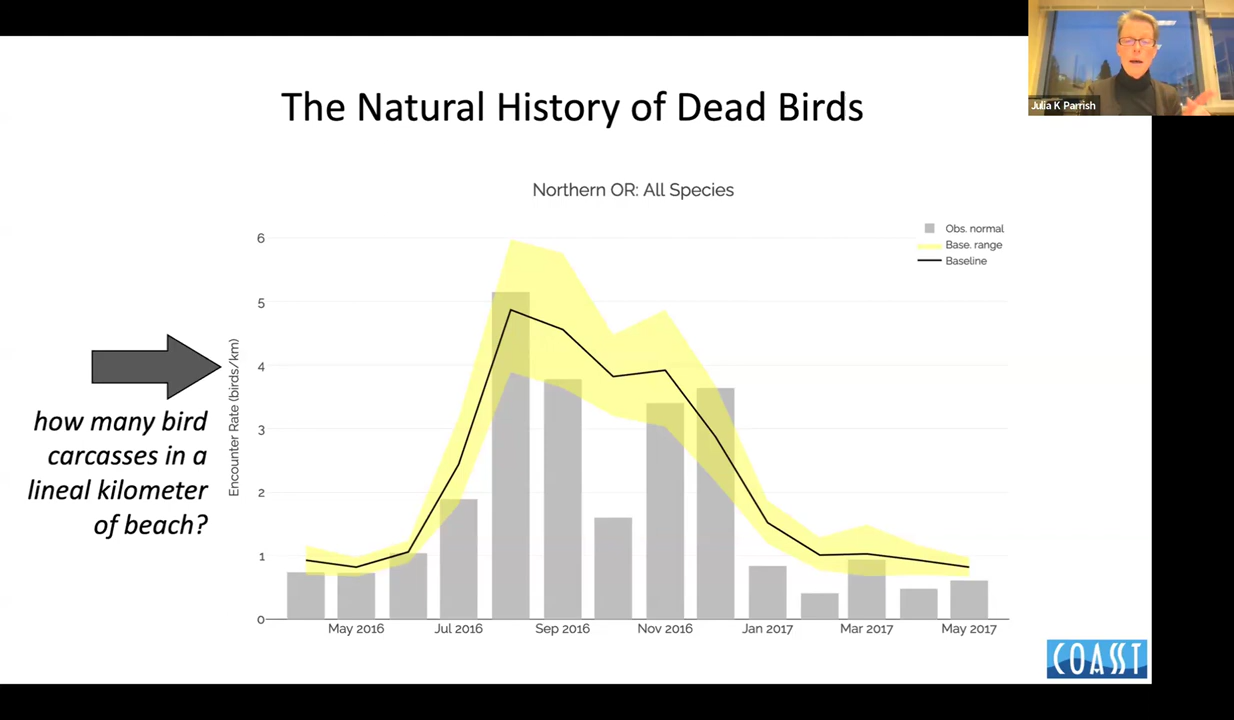 The Natural History of Dead Birds
Julia K Parrish
Northern OR: All Species
Obs. normal
Base. range
Baseline
6
5
4
3
2
1
0
Encounter Rate (birds/km)
how many bird
carcasses in a
lineal kilometer
of beach?
May 2016
Jul 2016
Sep 2016
Nov 2016
Jan 2017
Mar 2017
May 2017
COASST